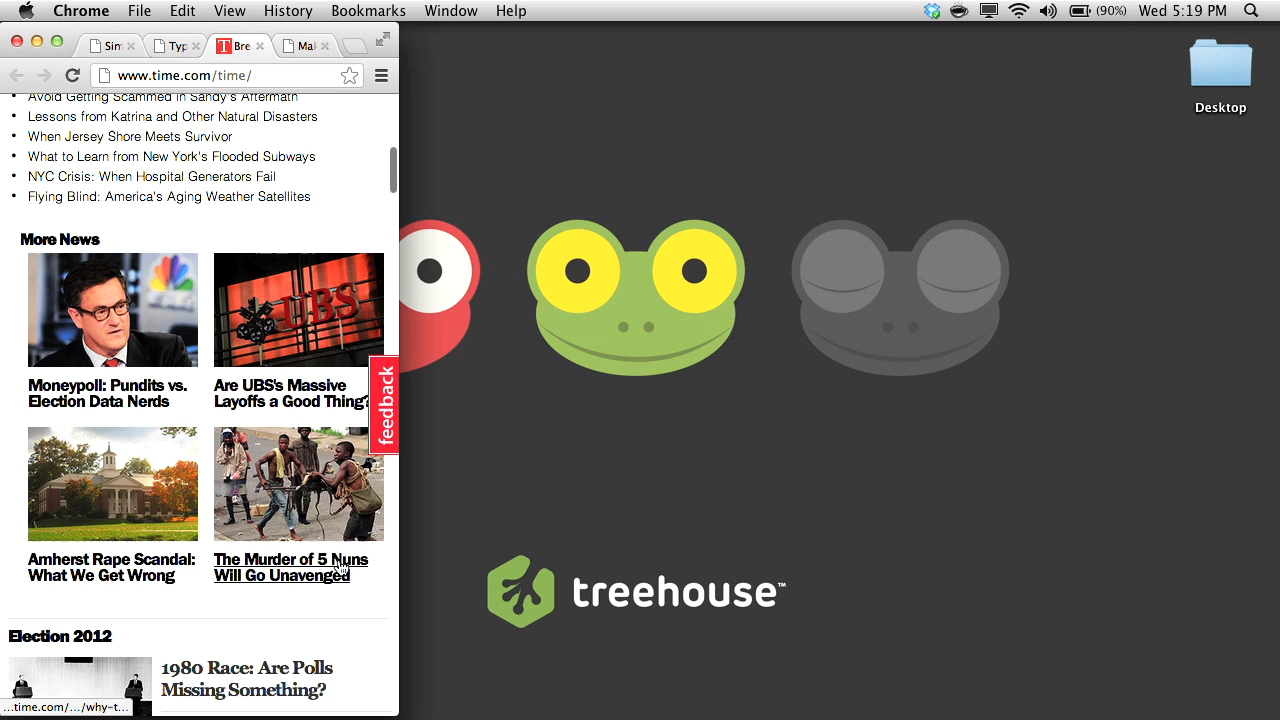 Chrome File Edit View History Bookmarks Window Help (90%) Wed 5:19 PM
Sin Typ T Bre Mal
www.time.com/time/
Desktop
Avoid Getting Scammed in Sandy's Aftermath
Lessons from Katrina and Other Natural Disasters
When Jersey Shore Meets Survivor
What to Learn from New York's Flooded Subways
NYC Crisis: When Hospital Generators Fail
Flying Blind: America's Aging Weather Satellites
More News
UBS
feedback
Moneypoll: Pundits vs.
Election Data Nerds
Are UBS's Massive
Layoffs a Good Thing?
Amherst Rape Scandal:
What We Get Wrong
The Murder of 5 Nuns
Will Go Unavenged
treehouse™
Election 2012
1980 Race: Are Polls
Missing Something?
...time.com/.../why-t...